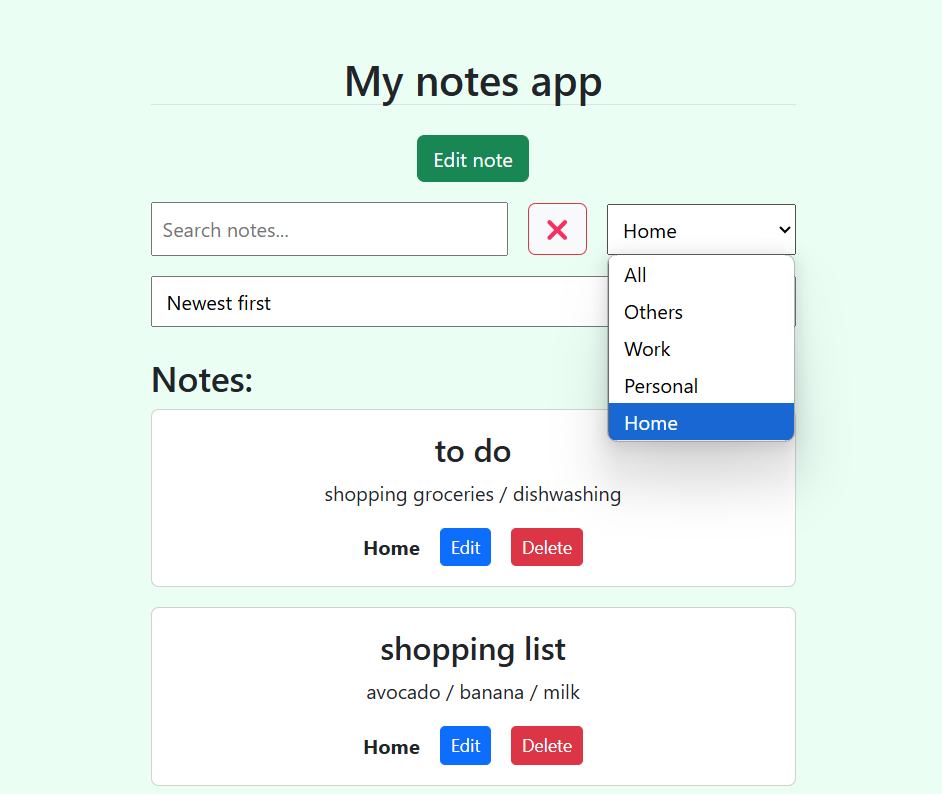 My notes app
Edit note
Search notes...
Home
All
Others
Work
Personal
Home
Newest first
Notes:
to do
shopping groceries / dishwashing
Home Edit Delete
shopping list
avocado / banana / milk
Home Edit Delete